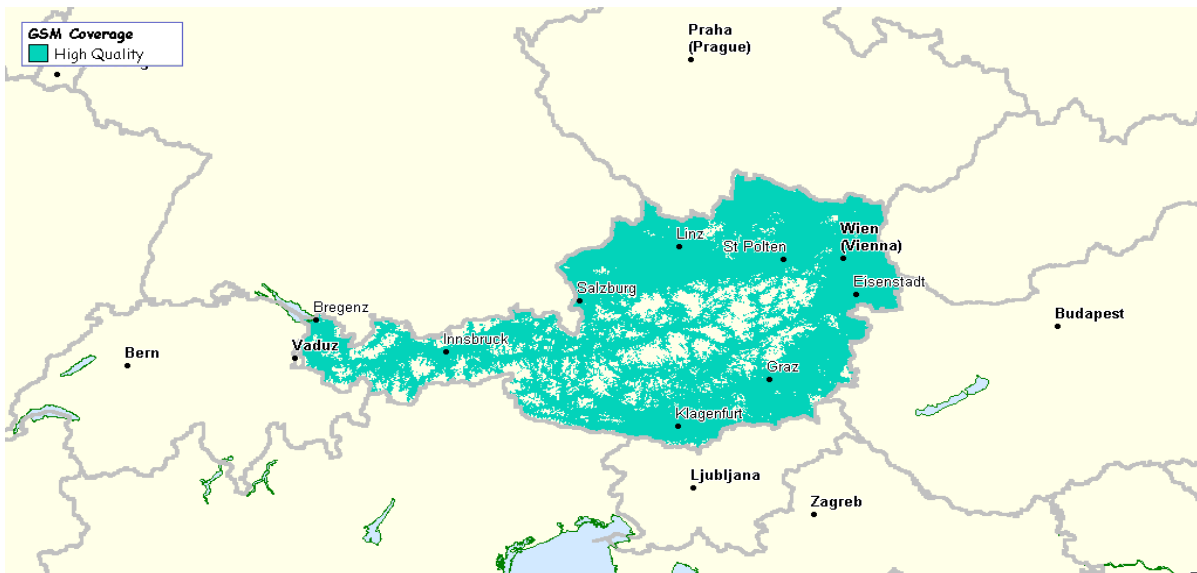 GSM Coverage
High Quality
Praha
(Prague)
Linz
St Polten
Wien
(Vienna)
Salzburg
Eisenstadt
Bregenz
Budapest
Innsbruck
Vaduz
Bern
Graz
Klagenfurt
Ljubljana
Zagreb